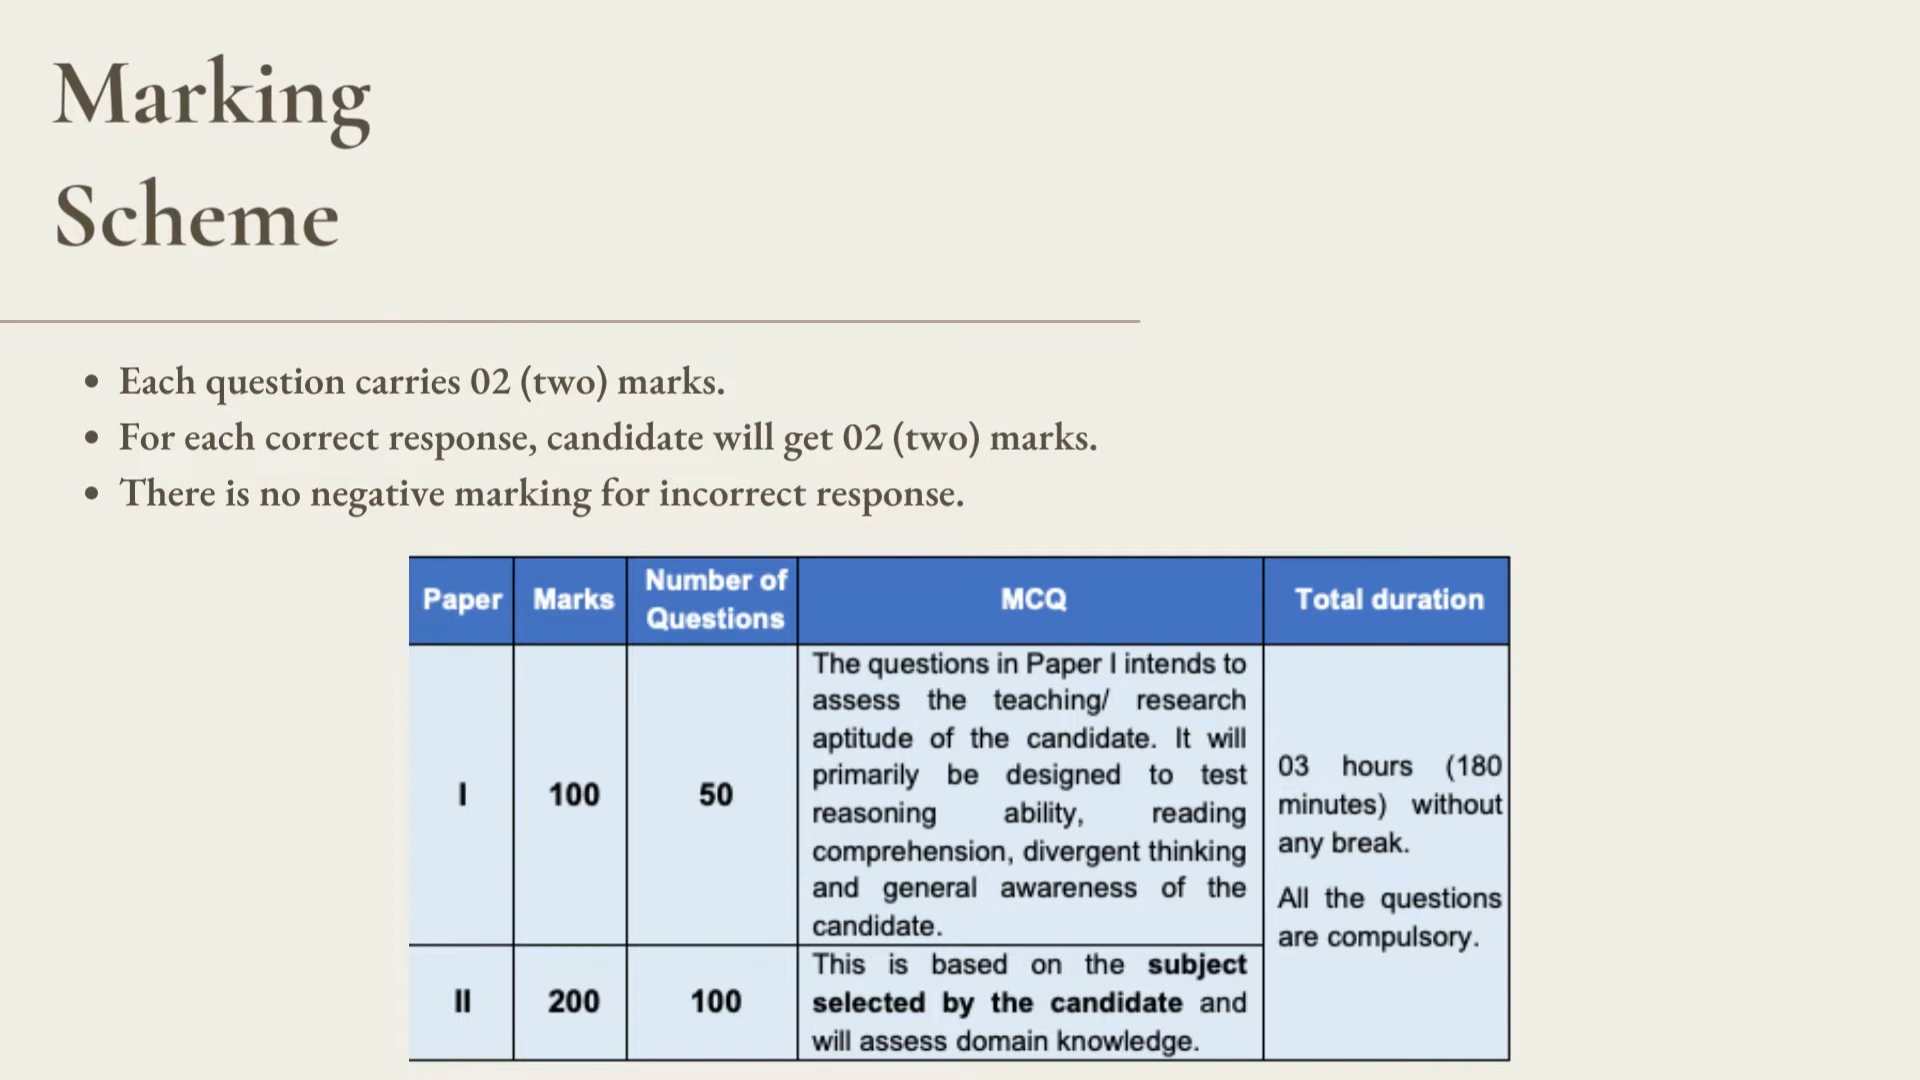 Marking
Scheme
• Each question carries 02 (two) marks.
• For each correct response, candidate will get 02 (two) marks.
• There is no negative marking for incorrect response.
Paper
Marks
Number of
Questions
MCQ
Total duration
I
100
50
The questions in Paper I intends to
assess the teaching/ research
aptitude of the candidate. It will
primarily be designed to test
reasoning ability, reading
comprehension, divergent thinking
and general awareness of the
candidate.
03 hours (180
minutes) without
any break.
All the questions
are compulsory.
II
200
100
This is based on the subject
selected by the candidate and
will assess domain knowledge.